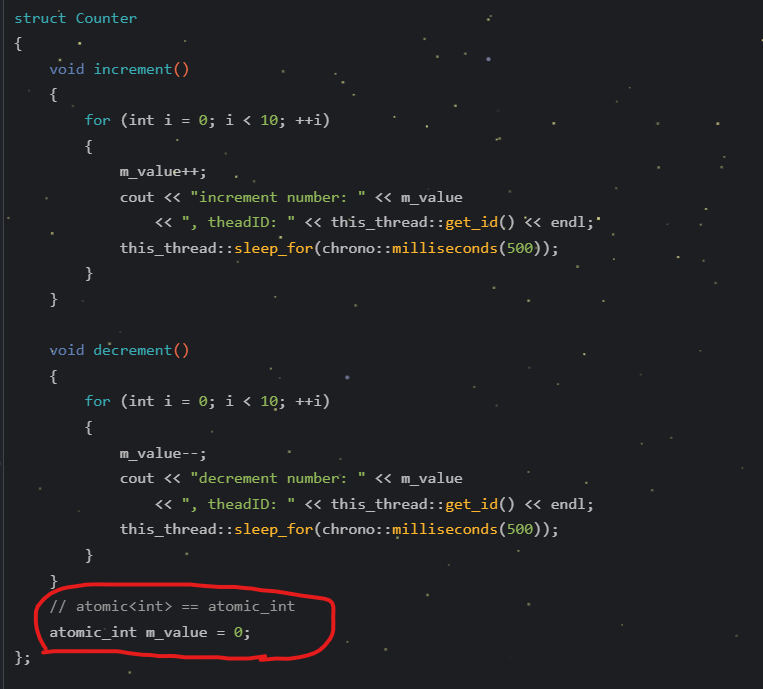 struct Counter
{
    void increment()
    {
        for (int i = 0; i < 10; ++i)
        {
            m_value++;
            cout << "increment number: " << m_value
                << ", theadID: " << this_thread::get_id() << endl;
            this_thread::sleep_for(chrono::milliseconds(500));
        }
    }

    void decrement()
    {
        for (int i = 0; i < 10; ++i)
        {
            m_value--;
            cout << "decrement number: " << m_value
                << ", theadID: " << this_thread::get_id() << endl;
            this_thread::sleep_for(chrono::milliseconds(500));
        }
    }
    // atomic<int> == atomic_int
    atomic_int m_value = 0;
};